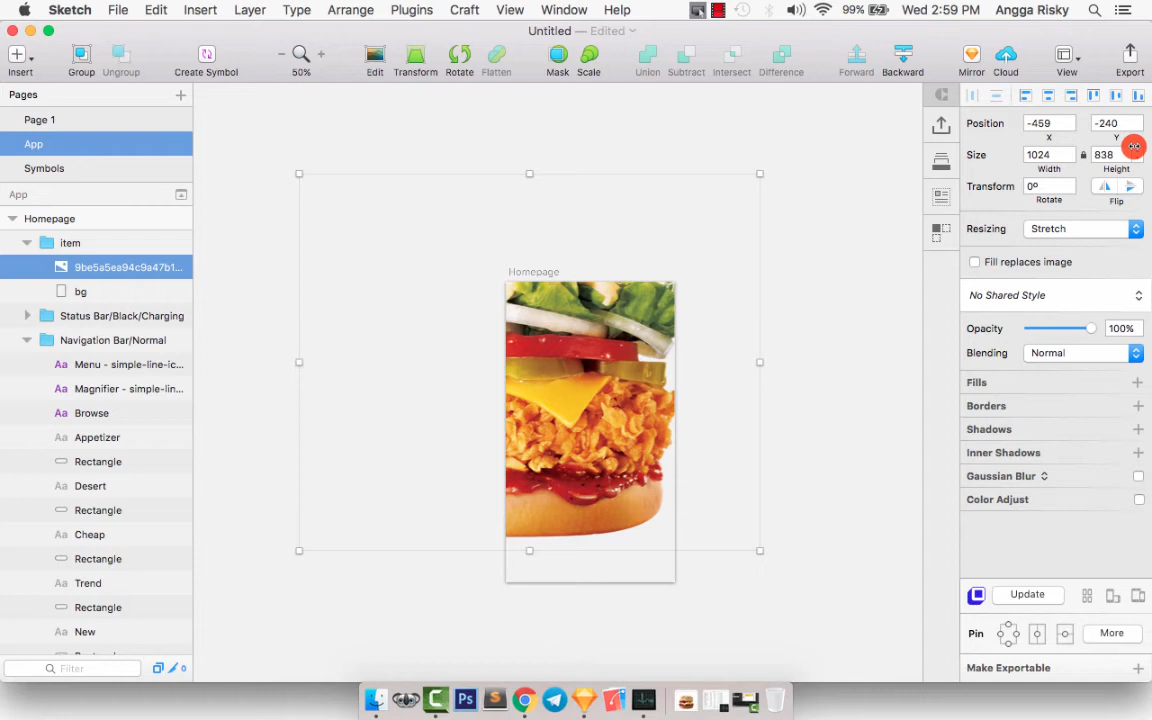 Sketch File Edit Insert Layer Type Arrange Plugins Craft View Window Help 99% Wed 2:59 PM Angga Risky
Untitled — Edited
Insert Group Ungroup Create Symbol 50% Edit Transform Rotate Flatten Mask Scale Union Subtract Intersect Difference Forward Backward Mirror Cloud View Export
Pages
Page 1
App
Symbols
App
Homepage
item
9be5a5ea94c9a47b1...
bg
Status Bar/Black/Charging
Navigation Bar/Normal
Menu - simple-line-ic...
Magnifier - simple-lin...
Browse
Appetizer
Rectangle
Desert
Rectangle
Cheap
Rectangle
Trend
Rectangle
New
Filter 0
Homepage
Position -459 -240
X Y
Size 1024 838
Width Height
Transform 0º
Rotate Flip
Resizing Stretch
Fill replaces image
No Shared Style
Opacity 100%
Blending Normal
Fills
Borders
Shadows
Inner Shadows
Gaussian Blur
Color Adjust
Update
Pin More
Make Exportable
Ps